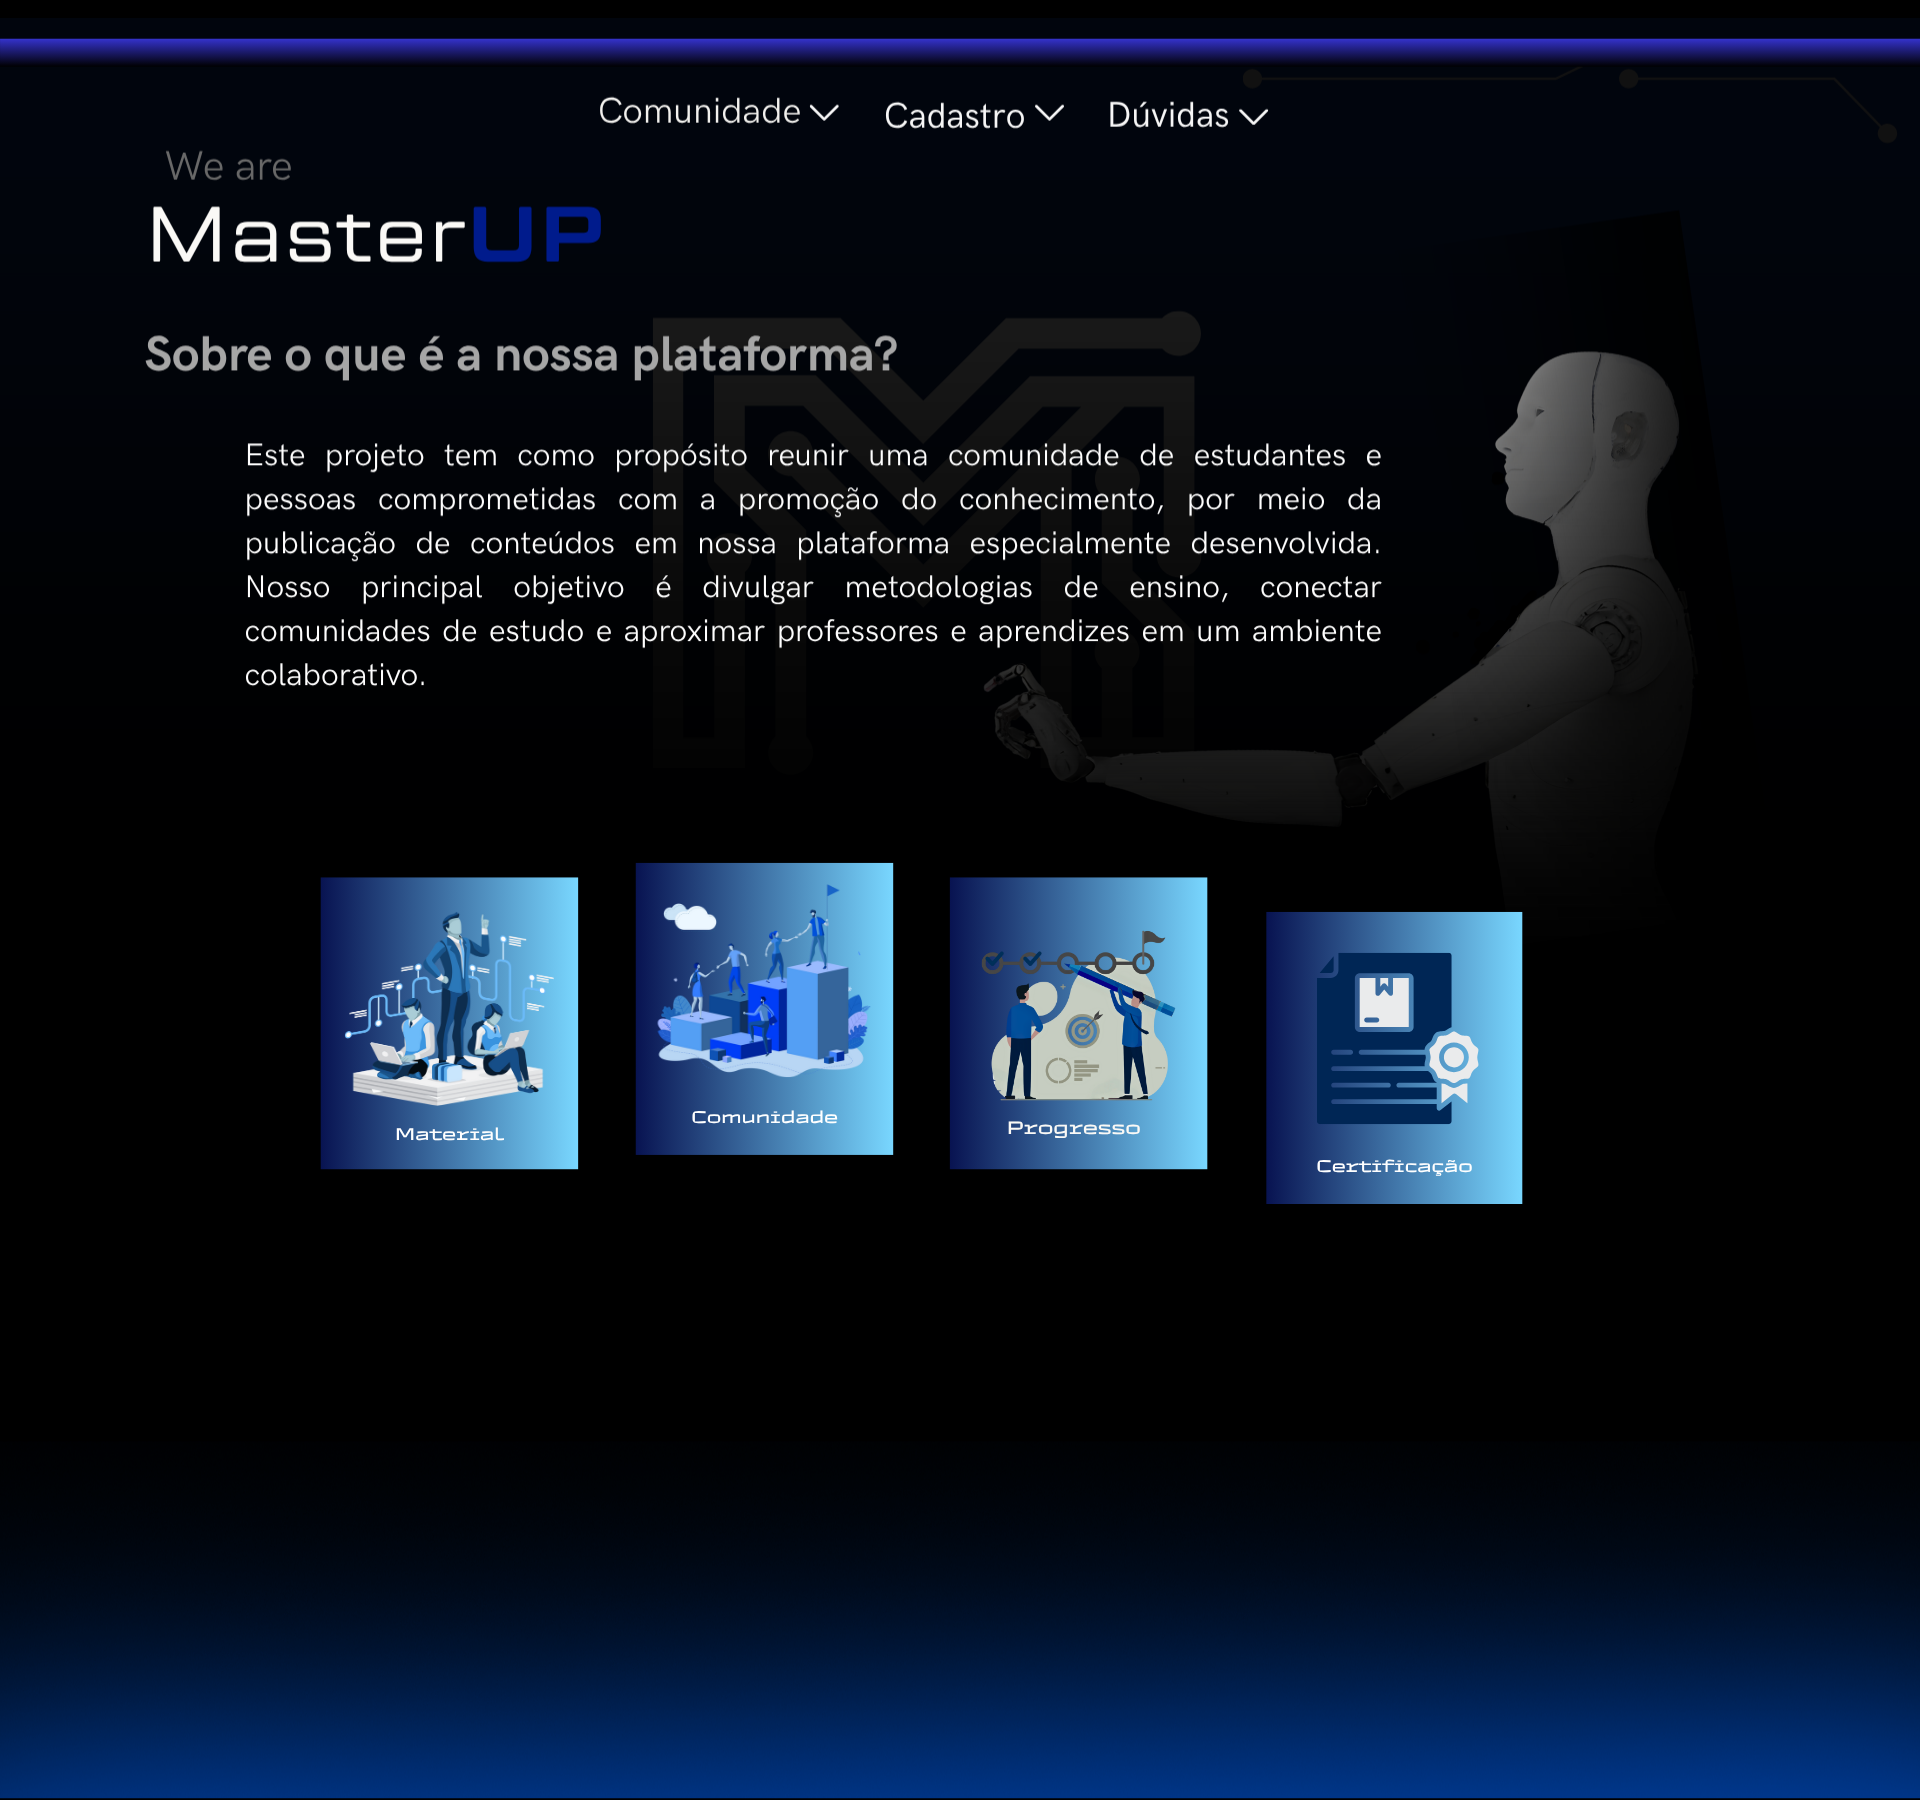 Comunidade Cadastro Dúvidas
We are
MasterUP
Sobre o que é a nossa plataforma?
Este projeto tem como propósito reunir uma comunidade de estudantes e
pessoas comprometidas com a promoção do conhecimento, por meio da
publicação de conteúdos em nossa plataforma especialmente desenvolvida.
Nosso principal objetivo é divulgar metodologias de ensino, conectar
comunidades de estudo e aproximar professores e aprendizes em um ambiente
colaborativo.
Material
Comunidade
Progresso
Certificação